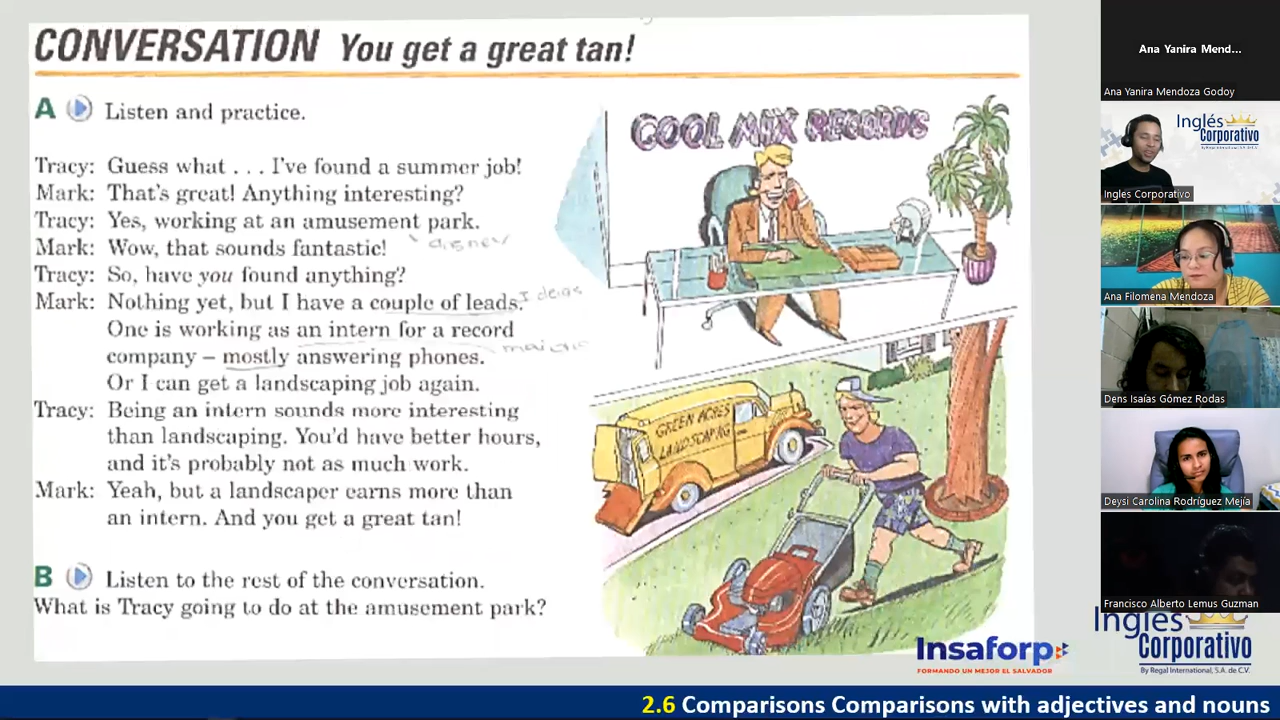 CONVERSATION You get a great tan!
A Listen and practice.
Tracy: Guess what . . . I've found a summer job!
Mark: That's great! Anything interesting?
Tracy: Yes, working at an amusement park.
Mark: Wow, that sounds fantastic!
disney
Tracy: So, have you found anything?
Mark: Nothing yet, but I have a couple of leads.
Ideas
One is working as an intern for a record
company – mostly answering phones.
Or I can get a landscaping job again.
Tracy: Being an intern sounds more interesting
than landscaping. You'd have better hours,
and it's probably not as much work.
Mark: Yeah, but a landscaper earns more than
an intern. And you get a great tan!
B Listen to the rest of the conversation.
What is Tracy going to do at the amusement park?
COOL MIX RECORDS
GREEN ACRES
LANDSCAPING
Insaforp
FORMANDO UN MEJOR EL SALVADOR
Inglés
Corporativo
By Regal International, S.A. de C.V.
2.6 Comparisons Comparisons with adjectives and nouns
Ana Yanira Mend...
Ana Yanira Mendoza Godoy
Inglés
Corporativo
By Regal International, S.A. de C.V.
Ingles Corporativo
Ana Filomena Mendoza
Dens Isaías Gómez Rodas
Deysi Carolina Rodríguez Mejía
Francisco Alberto Lemus Guzman